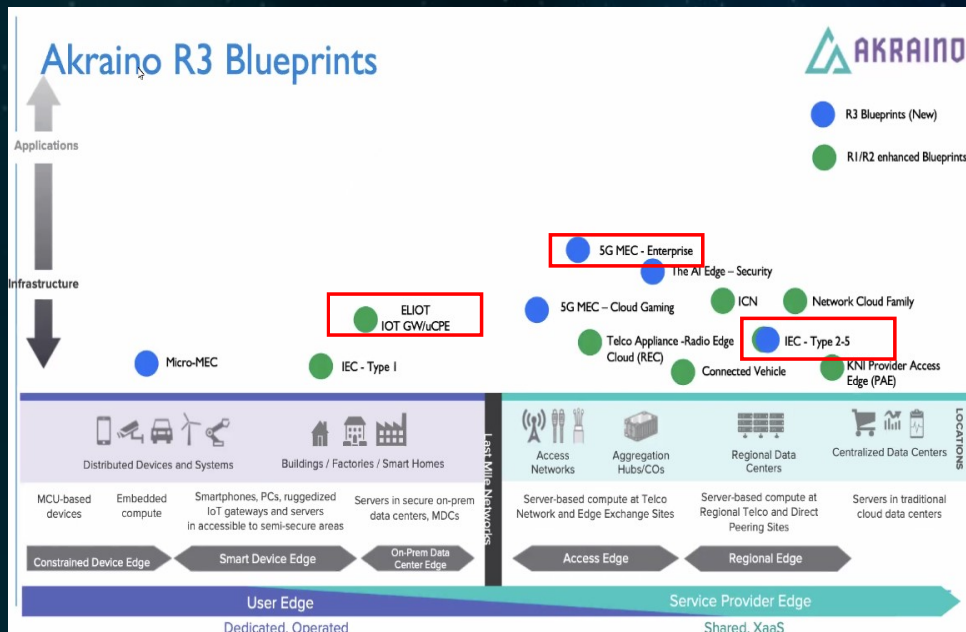 Akraino R3 Blueprints
AKRAINO
R3 Blueprints (New)
R1/R2 enhanced Blueprints
Applications
Infrastructure
5G MEC - Enterprise
The AI Edge – Security
ELIOT
IOT GW/uCPE
5G MEC – Cloud Gaming
ICN
Network Cloud Family
Telco Appliance -Radio Edge
Cloud (REC)
IEC - Type 2-5
Micro-MEC
IEC - Type 1
Connected Vehicle
KNI Provider Access
Edge (PAE)
Distributed Devices and Systems
Buildings / Factories / Smart Homes
Last Mile Networks
Access
Networks
Aggregation
Hubs/COs
Regional Data
Centers
Centralized Data Centers
LOCATIONS
MCU-based
devices
Embedded
compute
Smartphones, PCs, ruggedized
IoT gateways and servers
in accessible to semi-secure areas
Servers in secure on-prem
data centers, MDCs
Server-based compute at Telco
Network and Edge Exchange Sites
Server-based compute at
Regional Telco and Direct
Peering Sites
Servers in traditional
cloud data centers
Constrained Device Edge
Smart Device Edge
On-Prem Data
Center Edge
Access Edge
Regional Edge
User Edge
Service Provider Edge
Dedicated, Operated
Shared, XaaS